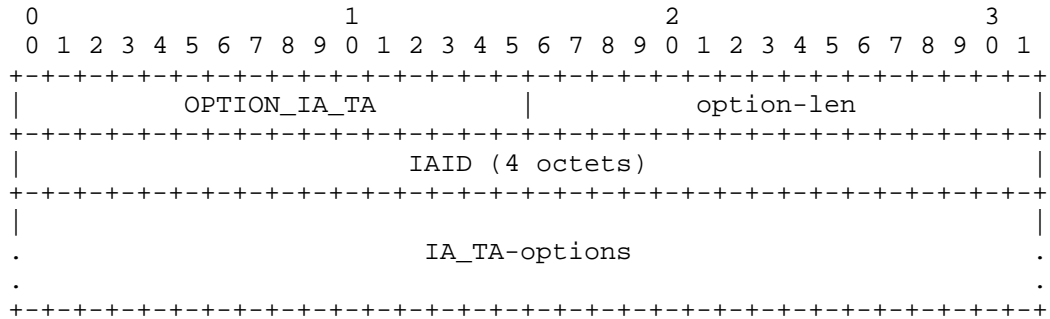 0                   1                   2                   3
 0 1 2 3 4 5 6 7 8 9 0 1 2 3 4 5 6 7 8 9 0 1 2 3 4 5 6 7 8 9 0 1
+-+-+-+-+-+-+-+-+-+-+-+-+-+-+-+-+-+-+-+-+-+-+-+-+-+-+-+-+-+-+-+-+
|          OPTION_IA_TA         |          option-len           |
+-+-+-+-+-+-+-+-+-+-+-+-+-+-+-+-+-+-+-+-+-+-+-+-+-+-+-+-+-+-+-+-+
|                        IAID (4 octets)                        |
+-+-+-+-+-+-+-+-+-+-+-+-+-+-+-+-+-+-+-+-+-+-+-+-+-+-+-+-+-+-+-+-+
|                                                               |
.                         IA_TA-options                         .
.                                                               .
+-+-+-+-+-+-+-+-+-+-+-+-+-+-+-+-+-+-+-+-+-+-+-+-+-+-+-+-+-+-+-+-+